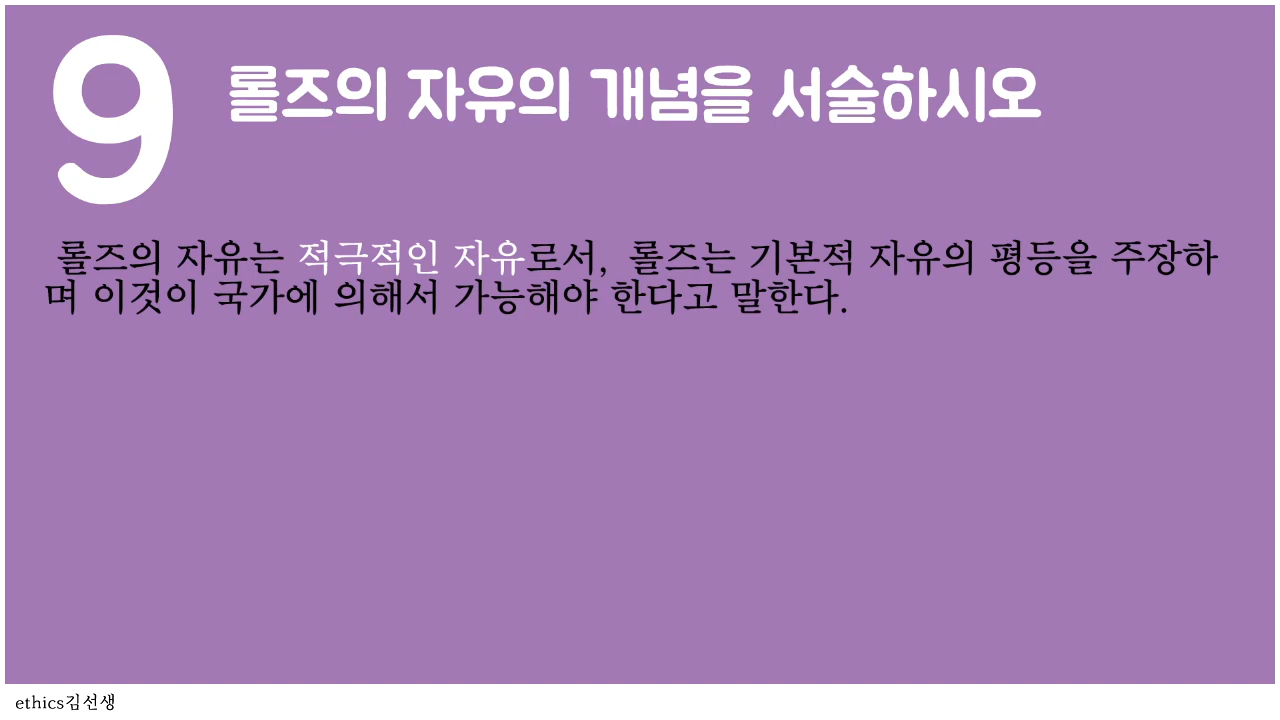 9
롤즈의 자유의 개념을 서술하시오
롤즈의 자유는 적극적인 자유로서, 롤즈는 기본적 자유의 평등을 주장하
며 이것이 국가에 의해서 가능해야 한다고 말한다.
ethics김선생